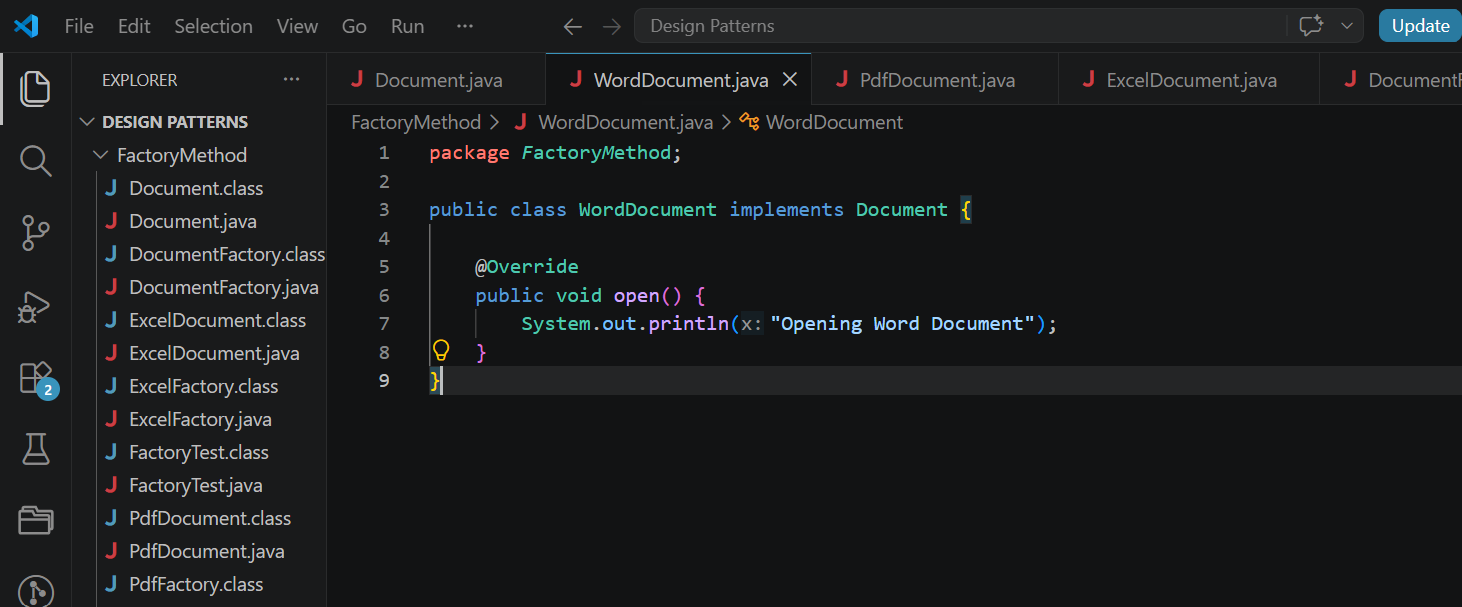 File Edit Selection View Go Run ···
Design Patterns
Update
EXPLORER ···
DESIGN PATTERNS
FactoryMethod
Document.class
Document.java
DocumentFactory.class
DocumentFactory.java
ExcelDocument.class
ExcelDocument.java
ExcelFactory.class
ExcelFactory.java
FactoryTest.class
FactoryTest.java
PdfDocument.class
PdfDocument.java
PdfFactory.class
2
Document.java WordDocument.java PdfDocument.java ExcelDocument.java DocumentF
FactoryMethod > WordDocument.java > WordDocument
1 package FactoryMethod;
2
3 public class WordDocument implements Document {
4
5 @Override
6 public void open() {
7 System.out.println(x: "Opening Word Document");
8 }
9 }